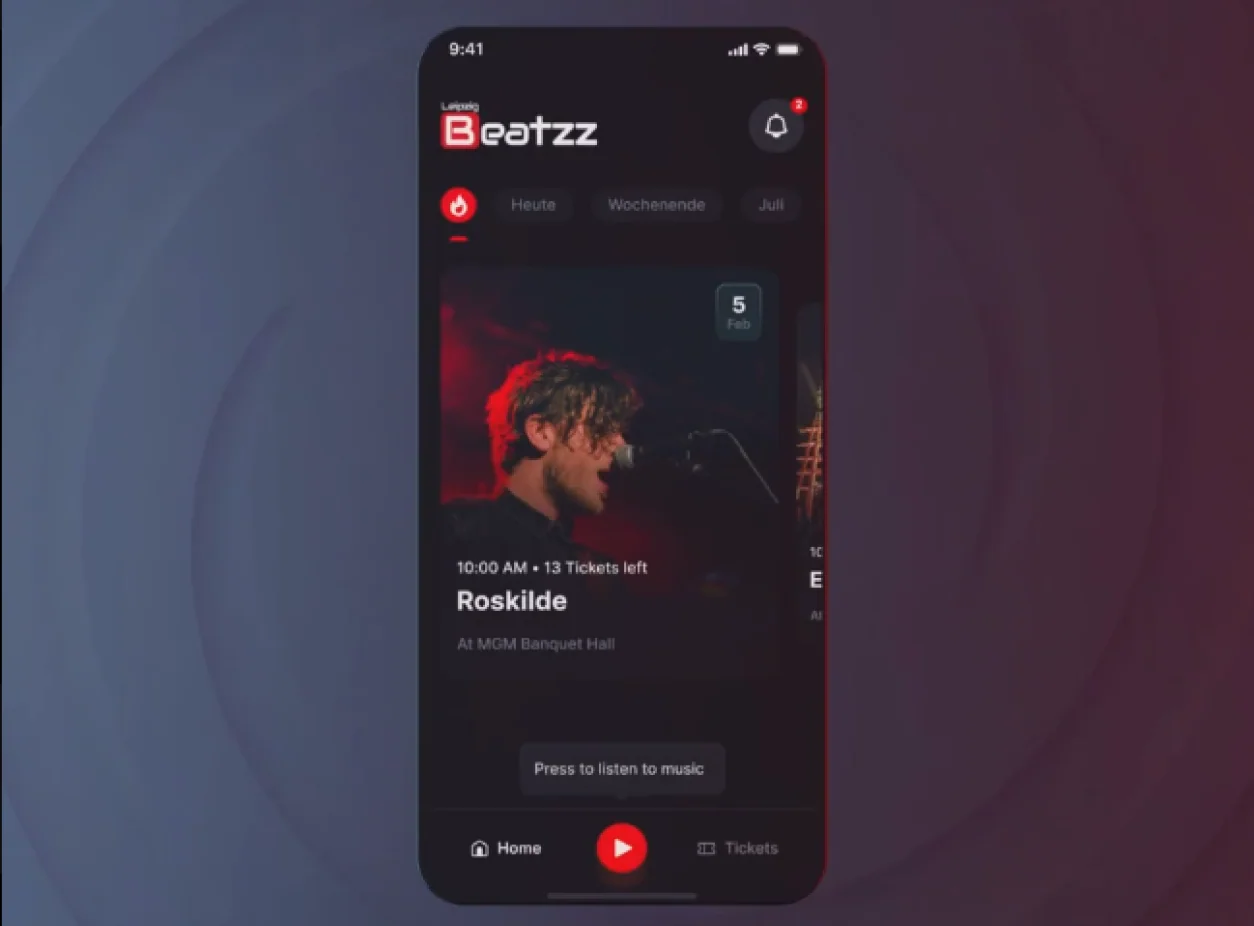 9:41
Leipzig
Beatzz
2
Heute
Wochenende
Juli
5
Feb
10:00 AM • 13 Tickets left
Roskilde
At MGM Banquet Hall
10
E
At
Press to listen to music
Home
Tickets